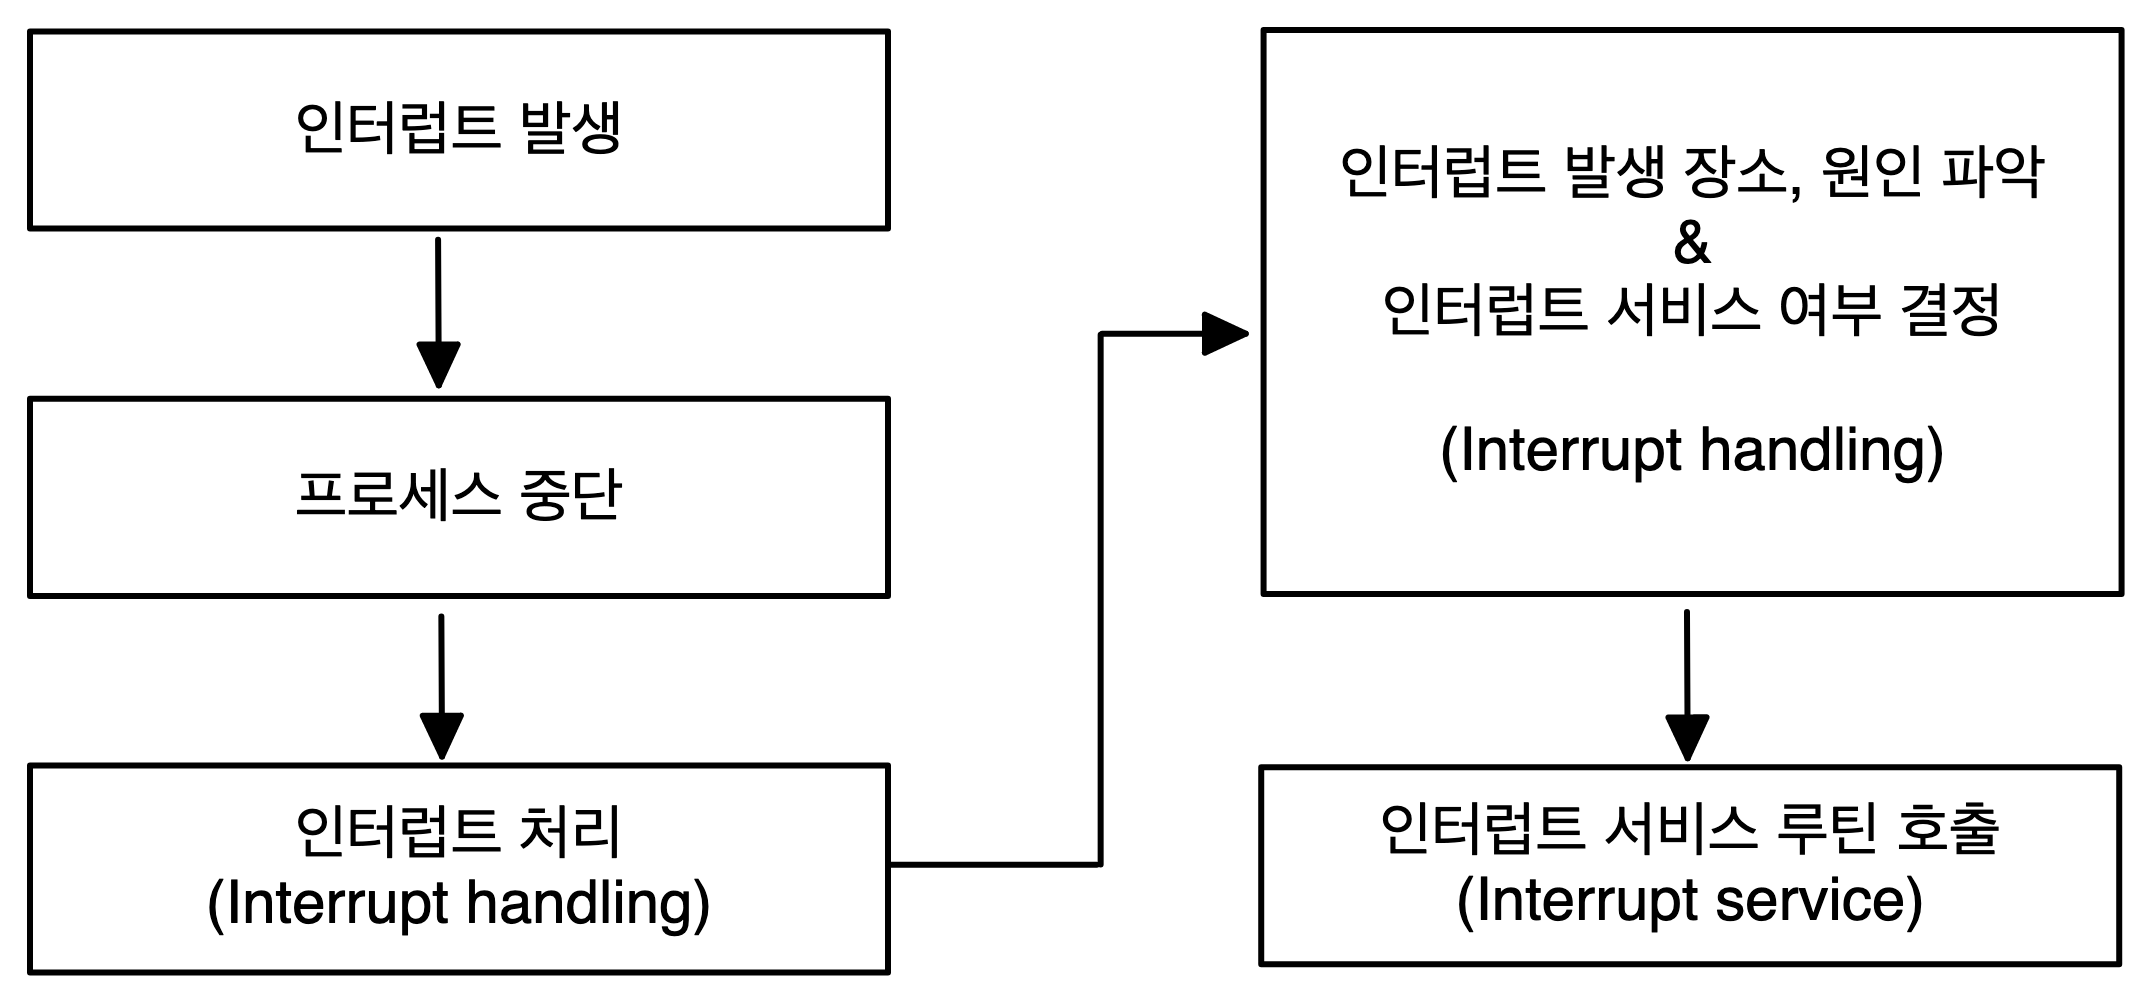 인터럽트 발생
프로세스 중단
인터럽트 처리
(Interrupt handling)
인터럽트 발생 장소, 원인 파악
&
인터럽트 서비스 여부 결정
(Interrupt handling)
인터럽트 서비스 루틴 호출
(Interrupt service)